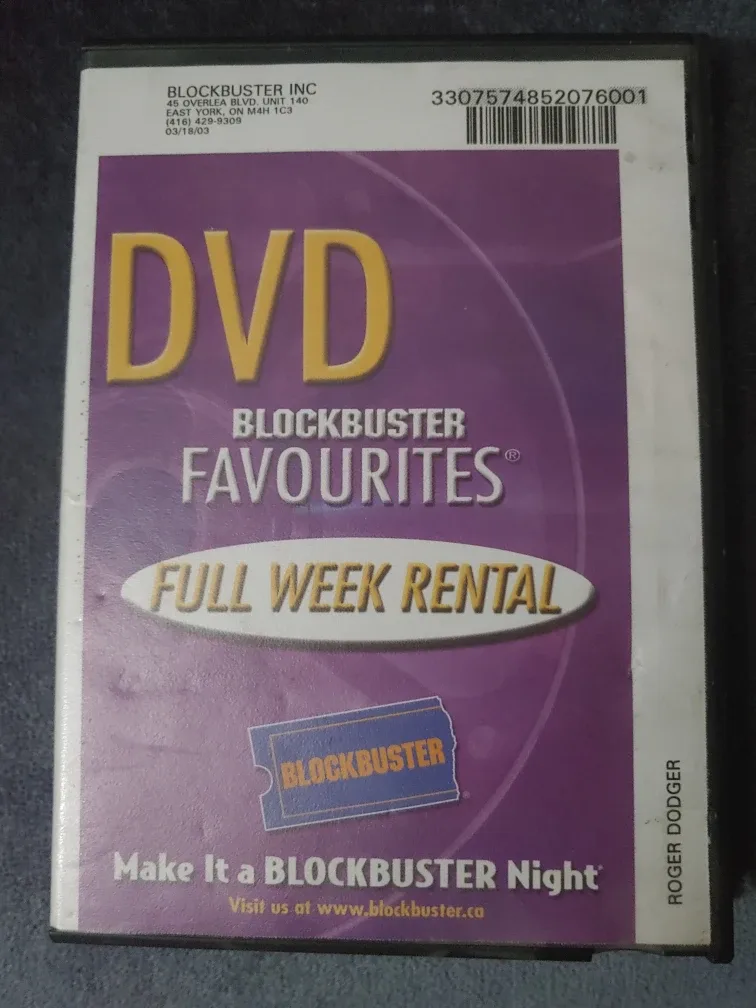 BLOCKBUSTER INC
45 OVERLEA BLVD. UNIT 140
EAST YORK, ON M4H 1C3
(416) 429-9309
03/18/03
3307574852076001
DVD
BLOCKBUSTER
FAVOURITES®
FULL WEEK RENTAL
BLOCKBUSTER
Make It a BLOCKBUSTER Night
Visit us at www.blockbuster.ca
ROGER DODGER